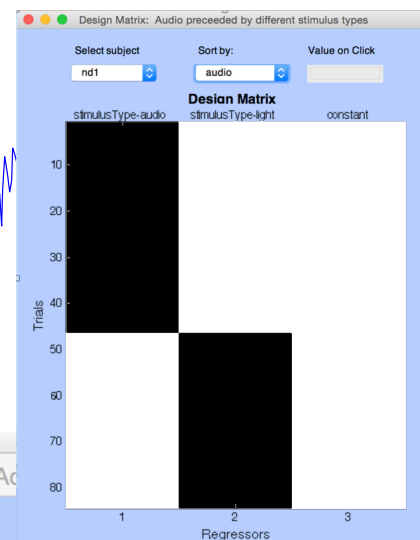 Design Matrix: Audio preceeded by different stimulus types
Select subject
Sort by:
Value on Click
nd1
audio
Design Matrix
stimulusType-audio
stimulusType-light
constant
10
20
30
40
50
60
70
80
Trials
1
2
3
Regressors